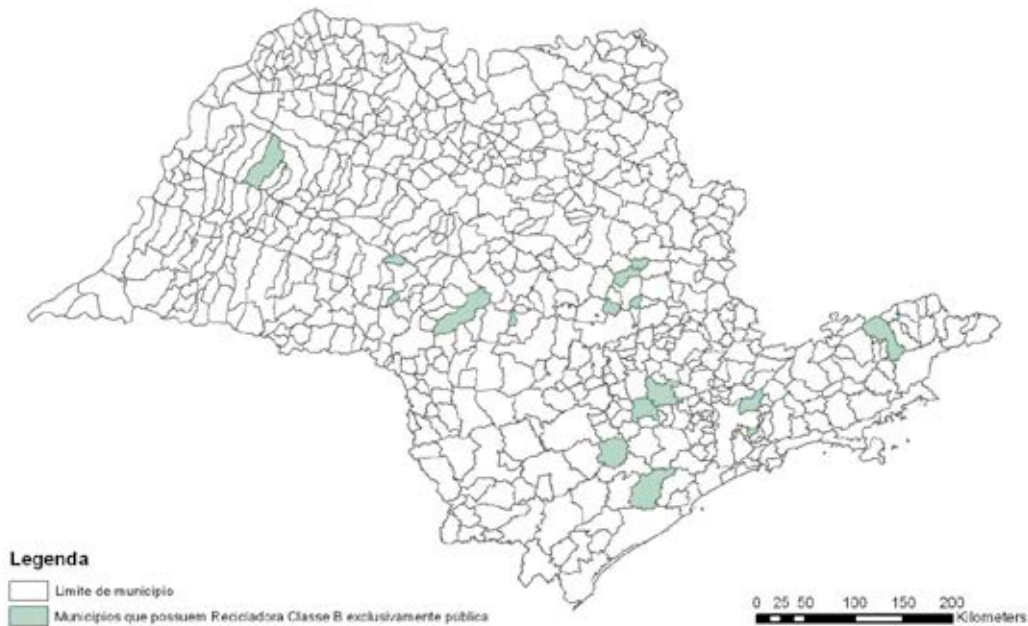 Legenda
Limite de município
Municípios que possuem Recicladora Classe B exclusivamente pública
0 25 50 100 150 200
Kilometers